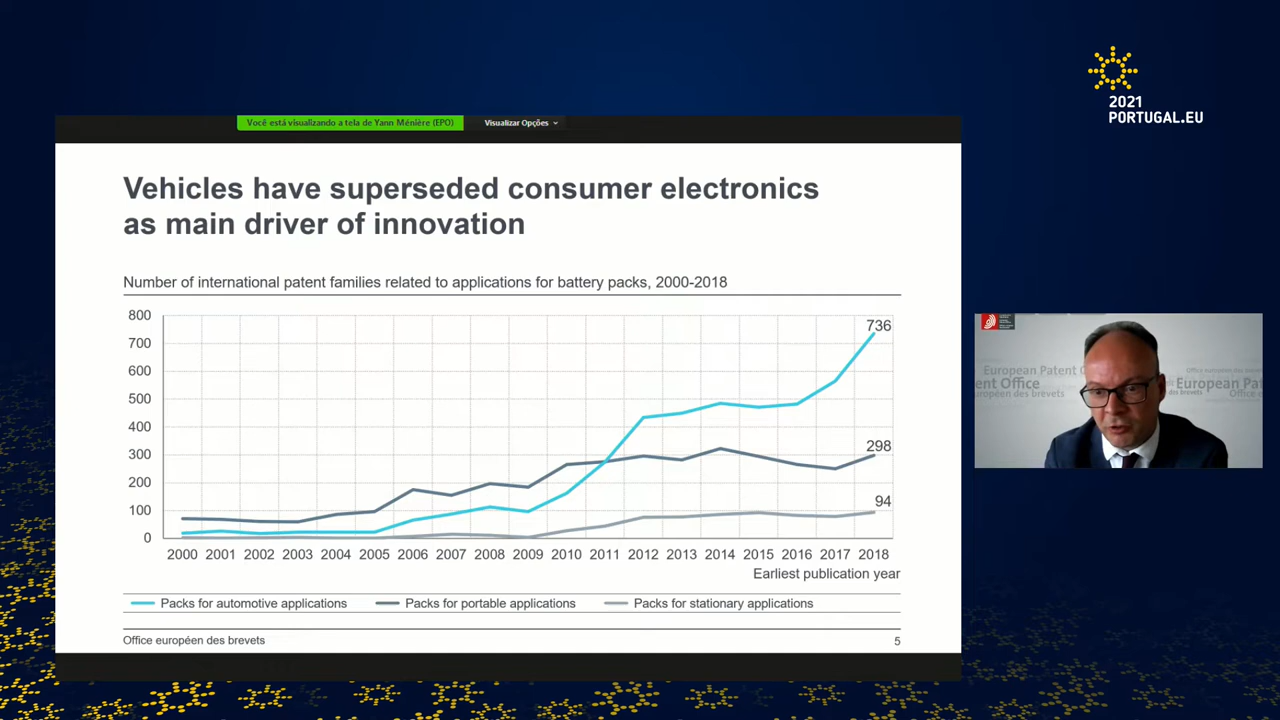 2021
PORTUGAL.EU
Você está visualizando a tela de Yann Ménière (EPO)
Visualizar Opções
Vehicles have superseded consumer electronics
as main driver of innovation
Number of international patent families related to applications for battery packs, 2000-2018
800
700
600
500
400
300
200
100
0
736
298
94
2000 2001 2002 2003 2004 2005 2006 2007 2008 2009 2010 2011 2012 2013 2014 2015 2016 2017 2018
Earliest publication year
Packs for automotive applications Packs for portable applications Packs for stationary applications
Office européen des brevets
5
European Patent
Office européen des brevets
ent Office
European Pat